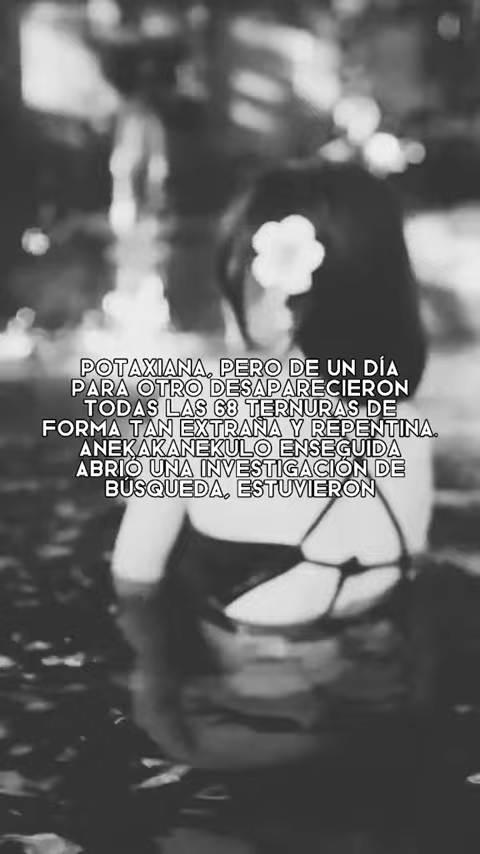 POTAXIANA, PERO DE UN DÍA
PARA OTRO DESAPARECIERON
TODAS LAS 68 TERNURAS DE
FORMA TAN EXTRAÑA Y REPENTINA.
ANEKAKANEKULO ENSEGUIDA
ABRIÓ UNA INVESTIGACIÓN DE
BÚSQUEDA, ESTUVIERON